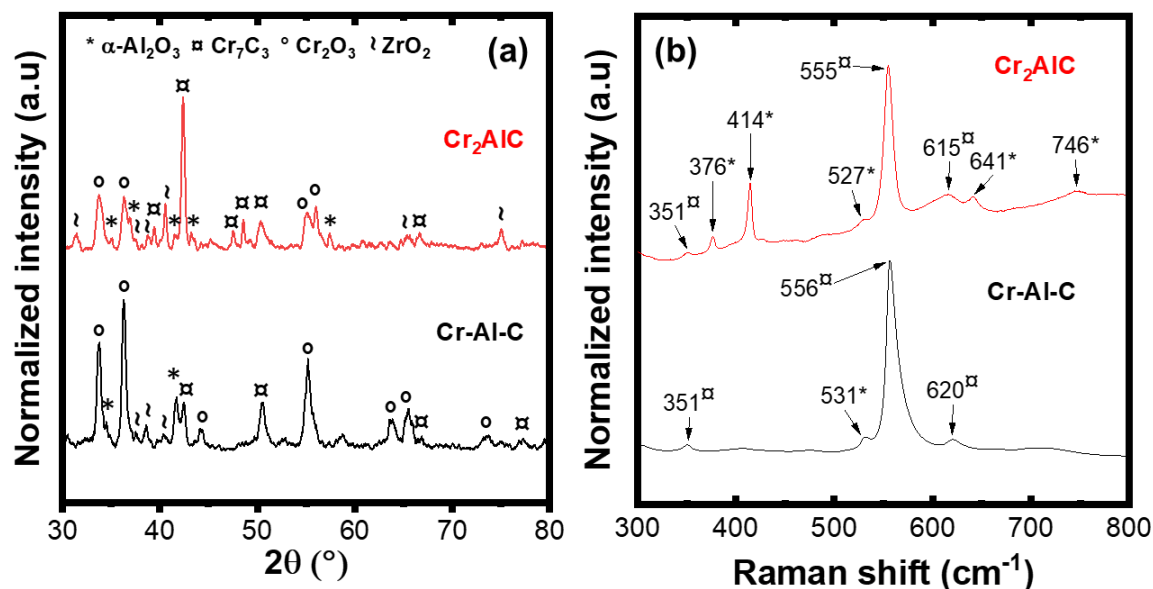 * α-Al₂O₃ ¤ Cr₇C₃ ° Cr₂O₃ ≀ ZrO₂
(a)
Cr₂AlC
Cr-Al-C
Normalized intensity (a.u)
30 40 50 60 70 80
2θ (°)
(b)
Cr₂AlC
555¤
414*
376*
351¤
527*
615¤
641*
746*
556¤
Cr-Al-C
351¤
531*
620¤
Normalized intensity (a.u)
300 400 500 600 700 800
Raman shift (cm⁻¹)